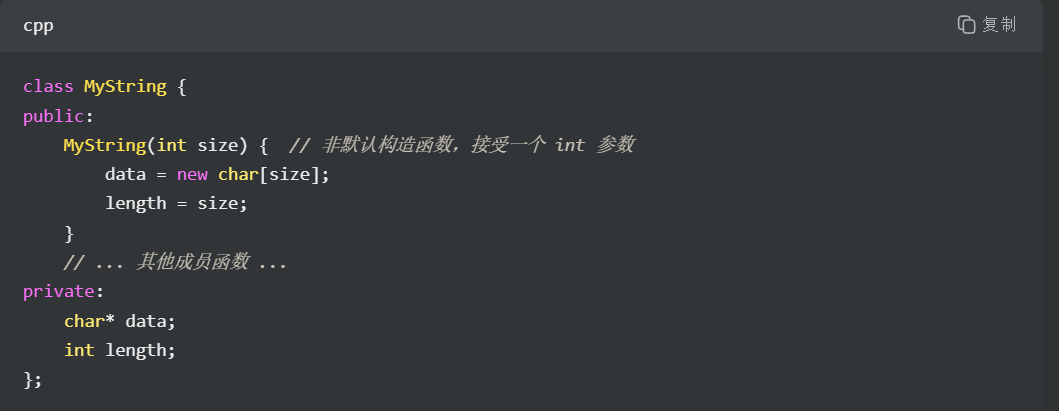 cpp
复制
class MyString {
public:
    MyString(int size) {  // 非默认构造函数，接受一个 int 参数
        data = new char[size];
        length = size;
    }
    // ... 其他成员函数 ...
private:
    char* data;
    int length;
};